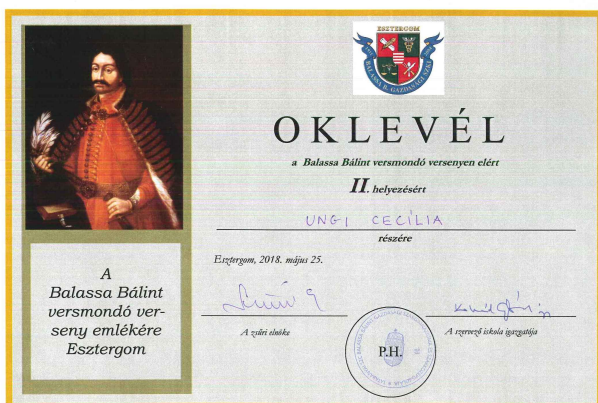 ESZTERGOM
BALASSA B. GAZDASÁGI SZKI
OKLEVÉL
a Balassa Bálint versmondó versenyen elért
II. helyezésért
UNGI CECÍLIA
részére
Esztergom, 2018. május 25.
A zsűri elnöke
A szervező iskola igazgatója
P.H.
A
Balassa Bálint
versmondó ver-
seny emlékére
Esztergom